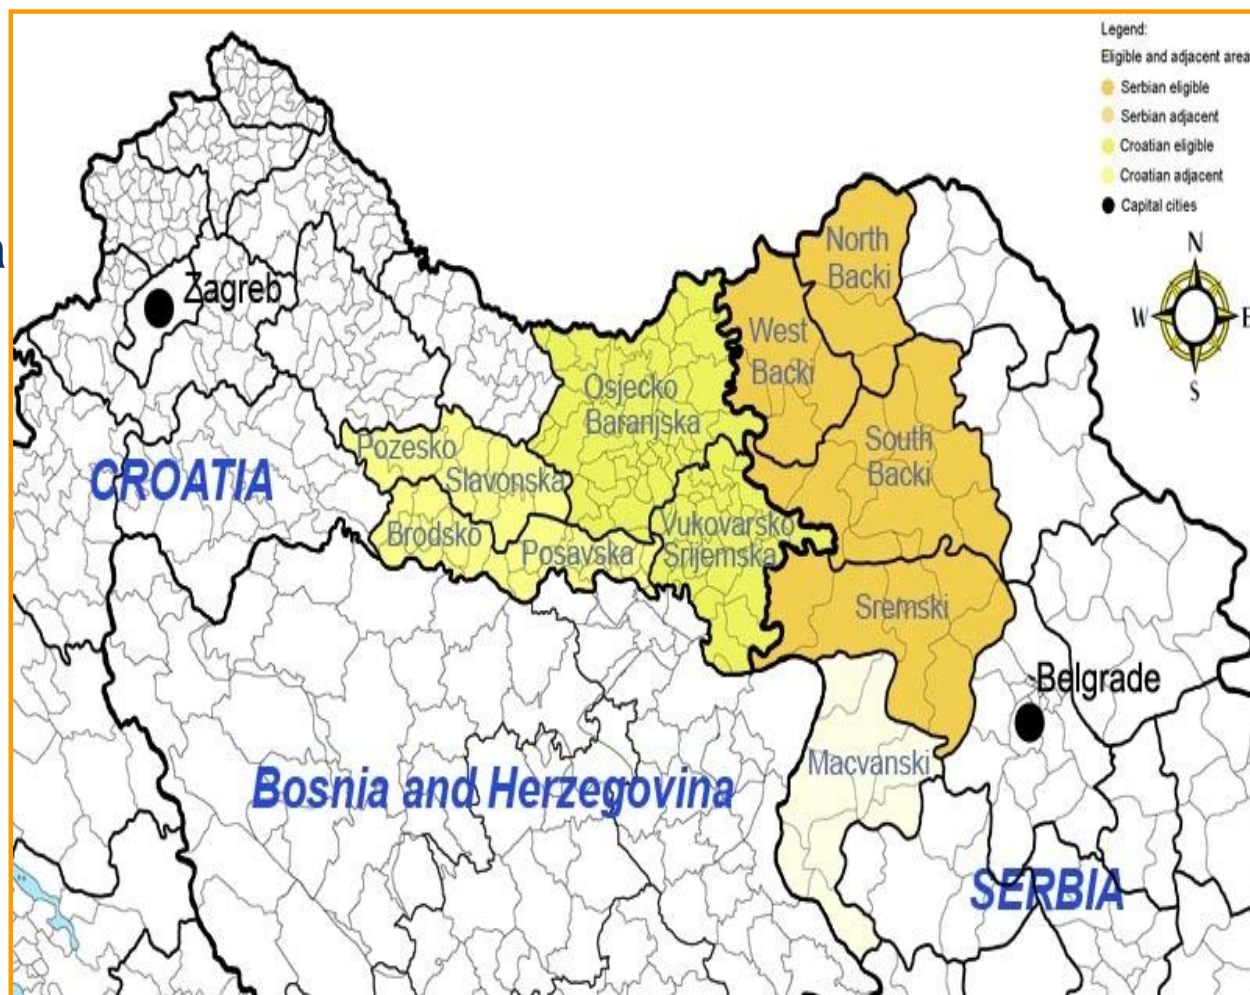 Legend:
Eligible and adjacent area
Serbian eligible
Serbian adjacent
Croatian eligible
Croatian adjacent
Capital cities
N
W E
S
North
Backi
West
Backi
Zagreb
Osjecko
Baranjska
South
Backi
Pozesko
Slavonska
CROATIA
Brodsko
Posavska
Vukovarsko
Srijemska
Sremski
Belgrade
Macvanski
Bosnia and Herzegovina
SERBIA